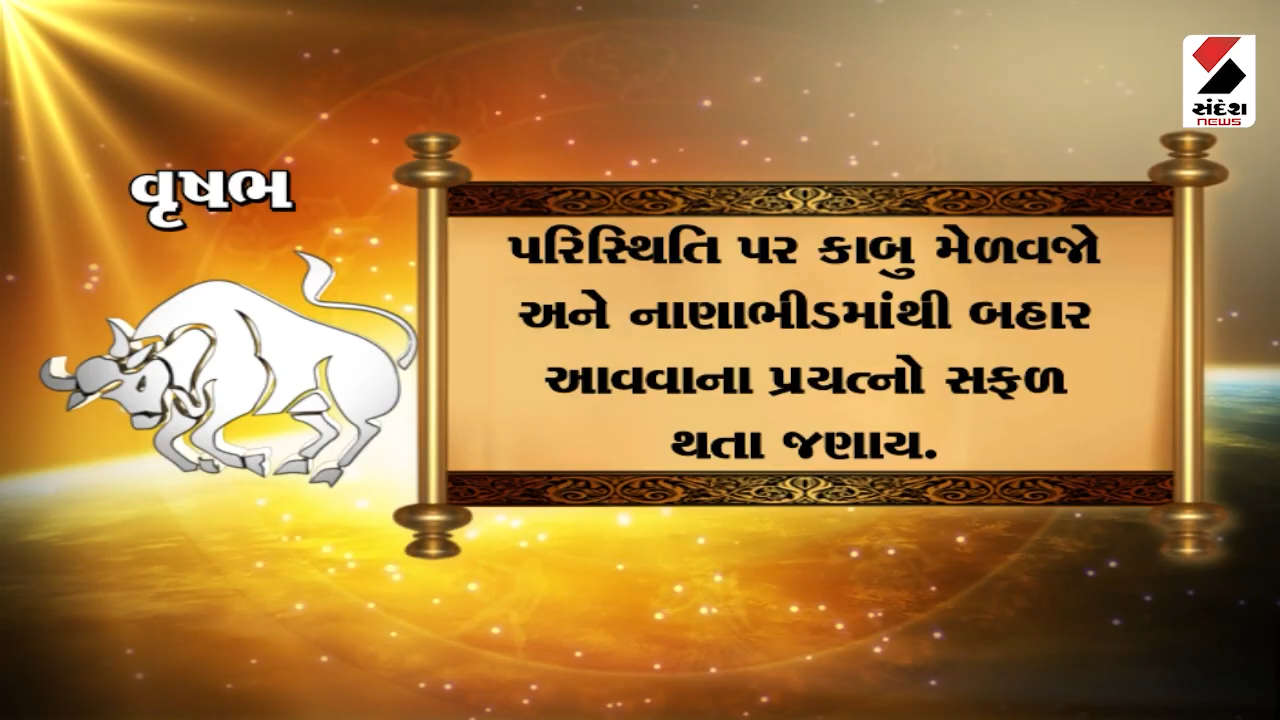 સંદેશ
NEWS
વૃષભ
પરિસ્થિતિ પર કાબુ મેળવજો
અને નાણાભીડમાંથી બહાર
આવવાના પ્રયત્નો સફળ
થતા જણાય.